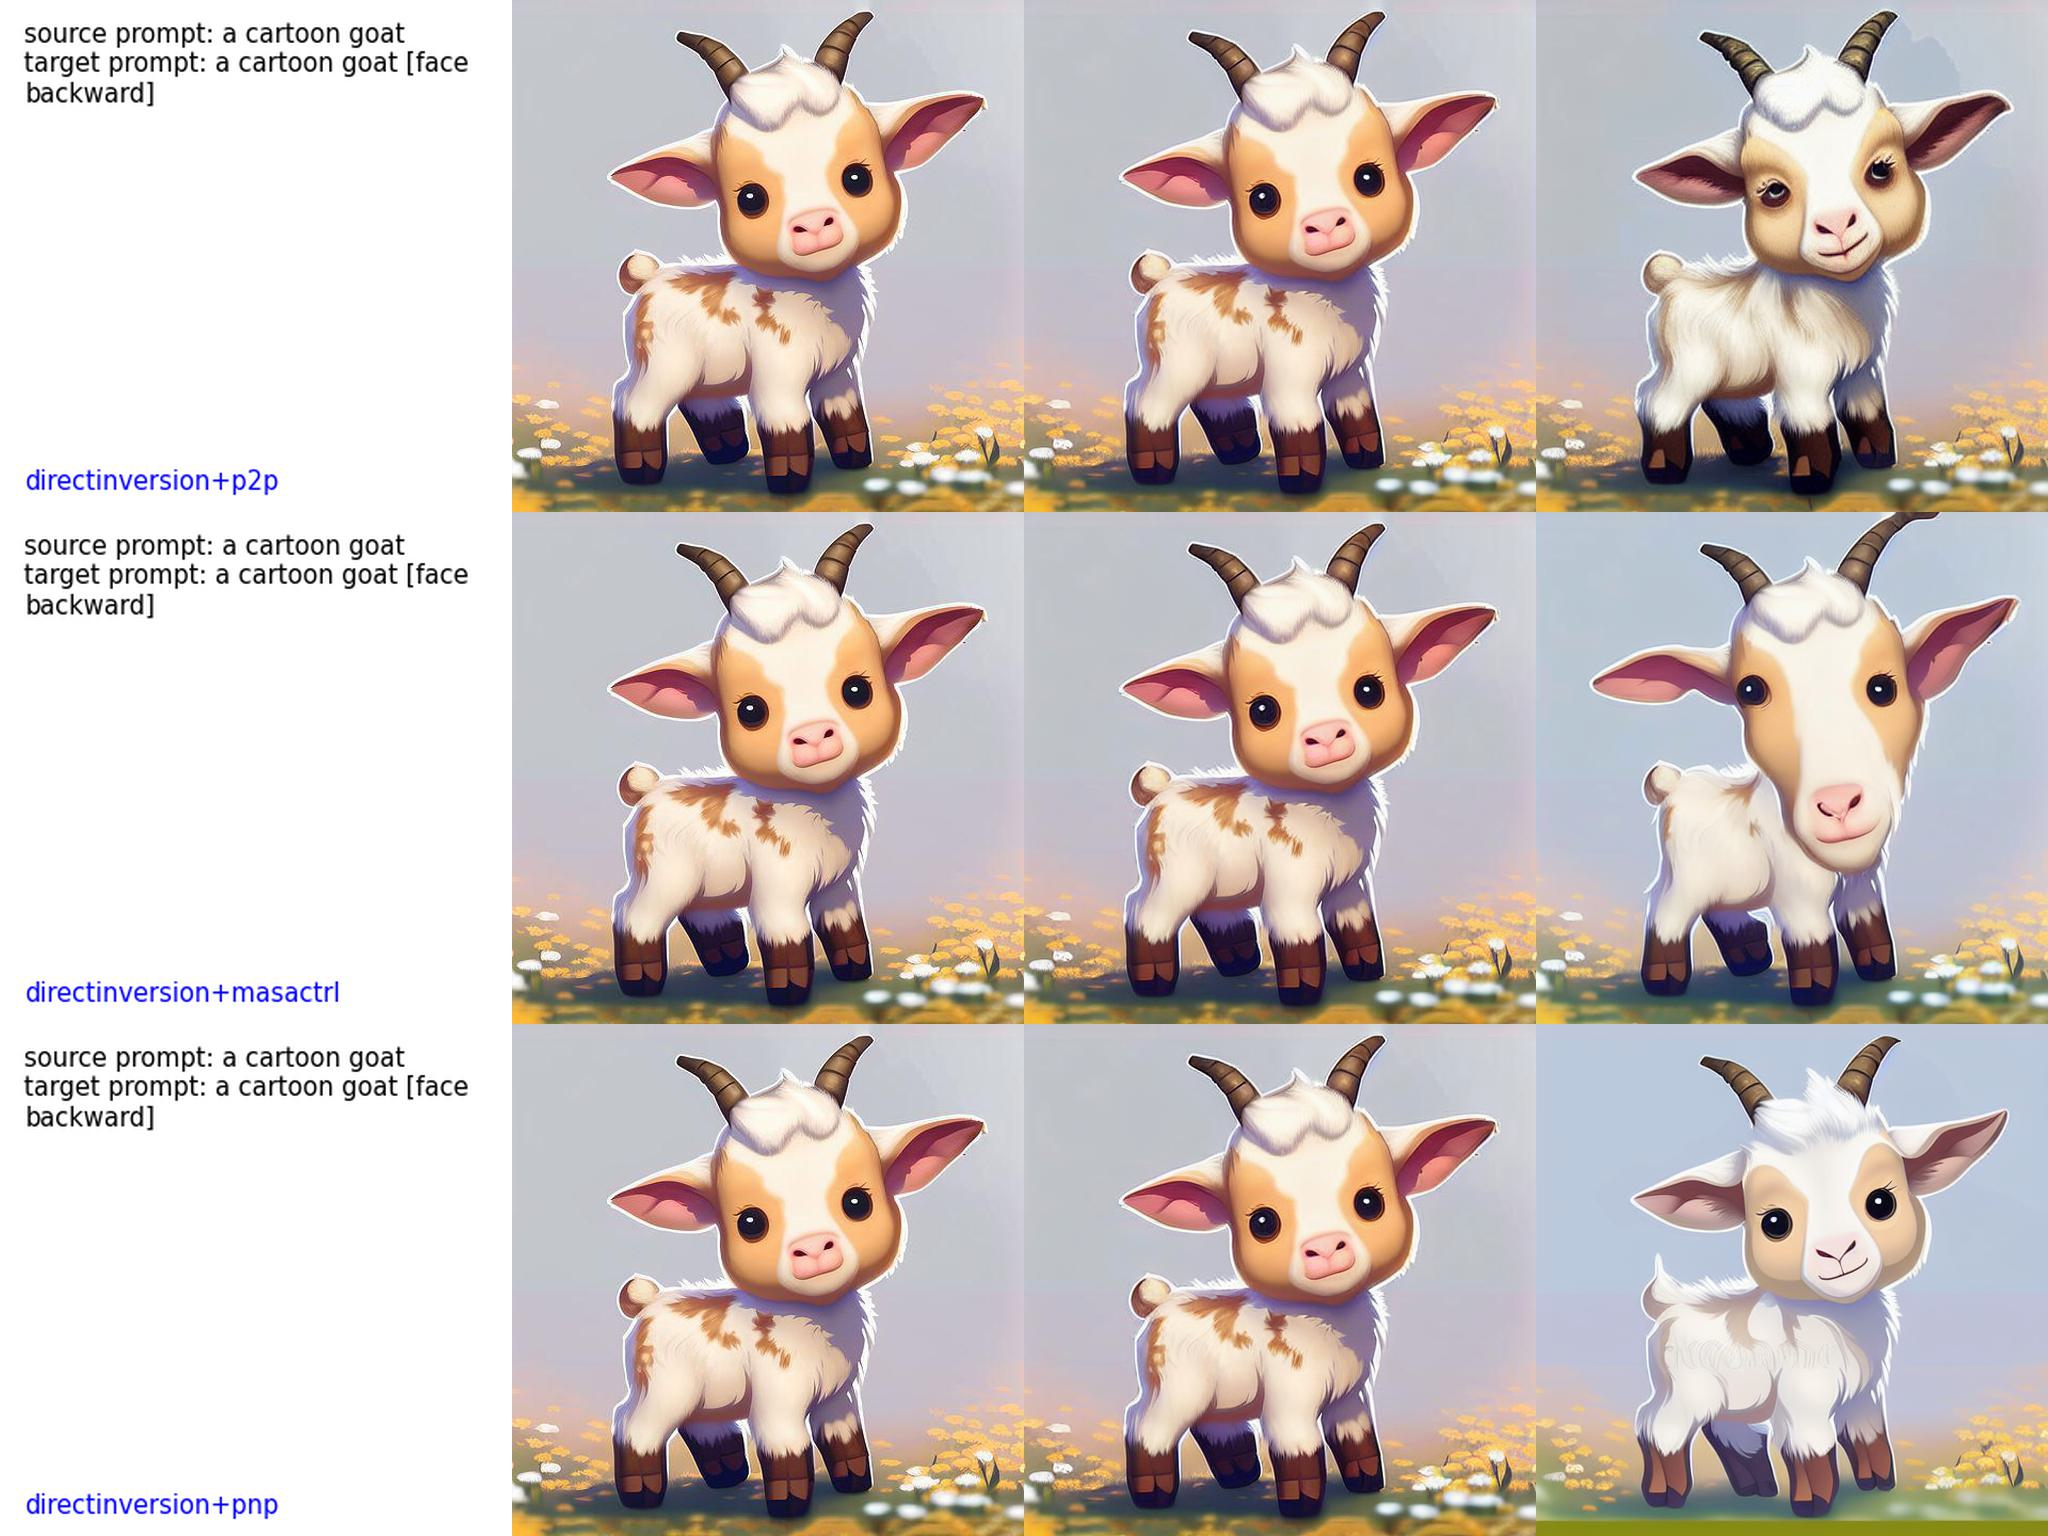 source prompt: a cartoon goat
target prompt: a cartoon goat [face
backward]
directinversion+p2p
source prompt: a cartoon goat
target prompt: a cartoon goat [face
backward]
directinversion+masactrl
source prompt: a cartoon goat
target prompt: a cartoon goat [face
backward]
directinversion+pnp